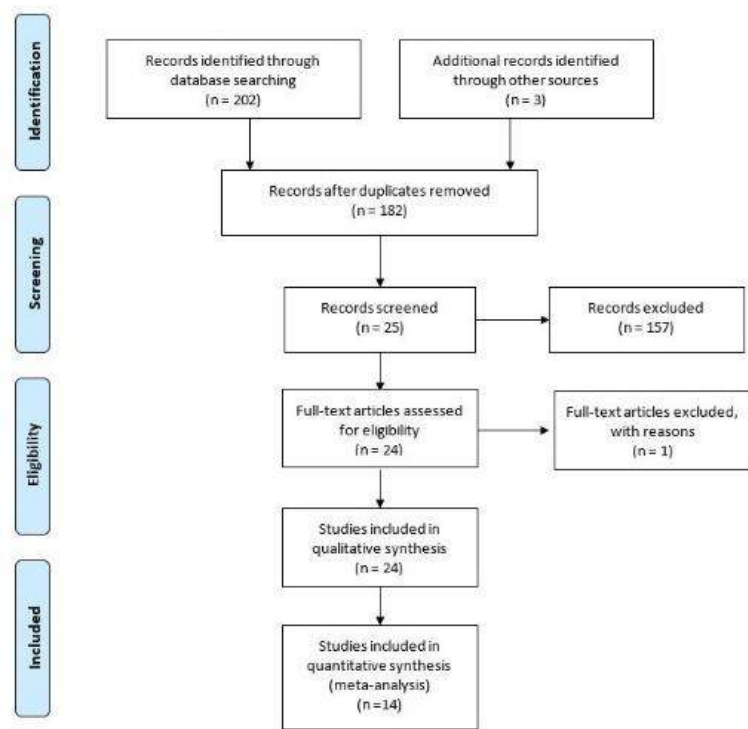 Identification
Records identified through
database searching
(n = 202)
Additional records identified
through other sources
(n = 3)
Records after duplicates removed
(n = 182)
Screening
Records screened
(n = 25)
Records excluded
(n = 157)
Eligibility
Full-text articles assessed
for eligibility
(n = 24)
Full-text articles excluded,
with reasons
(n = 1)
Studies included in
qualitative synthesis
(n = 24)
Included
Studies included in
quantitative synthesis
(meta-analysis)
(n =14)